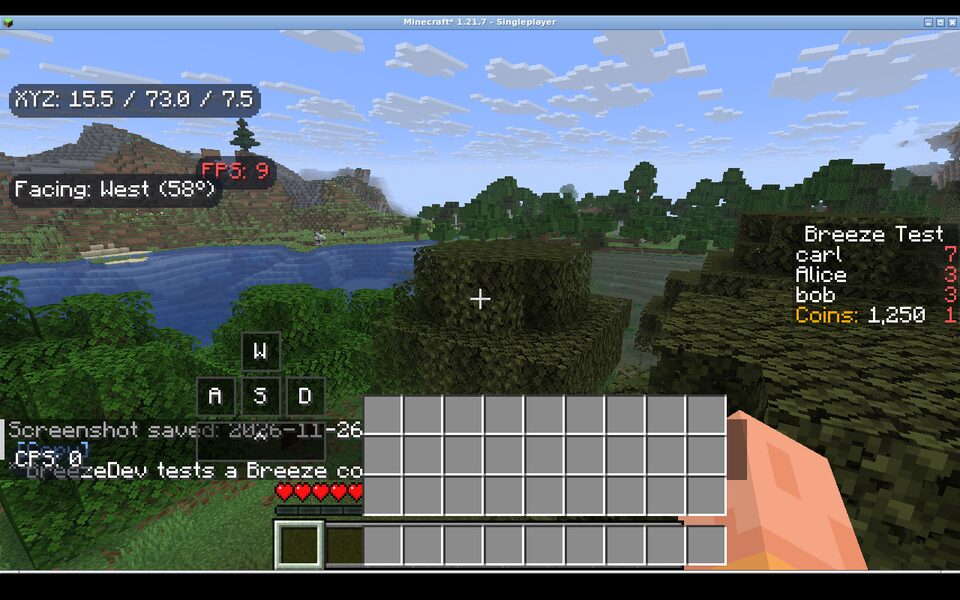 Minecraft* 1.21.7 - Singleplayer
XYZ: 15.5 / 73.0 / 7.5
FPS: 9
Facing: West (58°)
Breeze Test
carl 7
Alice 3
bob 3
Coins: 1,250 1
W
A S D
Screenshot saved: 2026-11-26
[Copy]
CPS: 0
BreezeDev tests a Breeze co